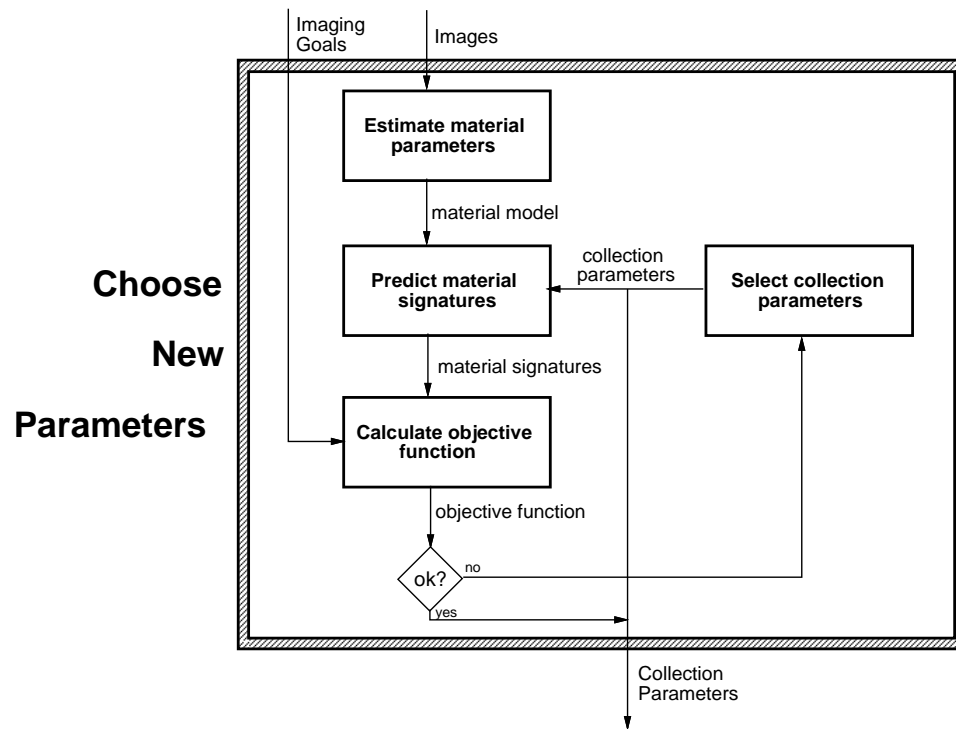 Imaging
Goals
Images
Estimate material
parameters
material model
Choose
New
Parameters
Predict material
signatures
collection
parameters
Select collection
parameters
material signatures
Calculate objective
function
objective function
ok?
no
yes
Collection
Parameters